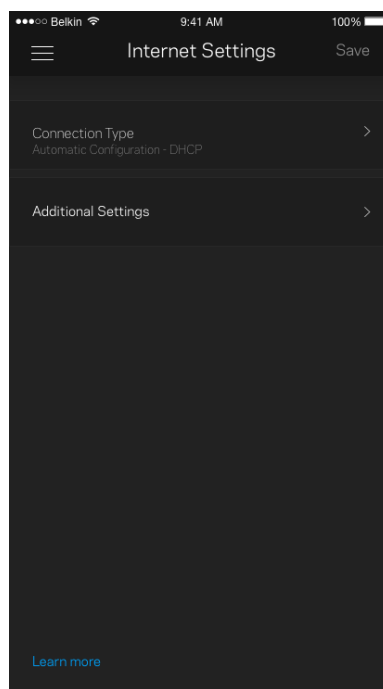 Belkin 9:41 AM 100%
Internet Settings Save
Connection Type
Automatic Configuration - DHCP
Additional Settings
Learn more